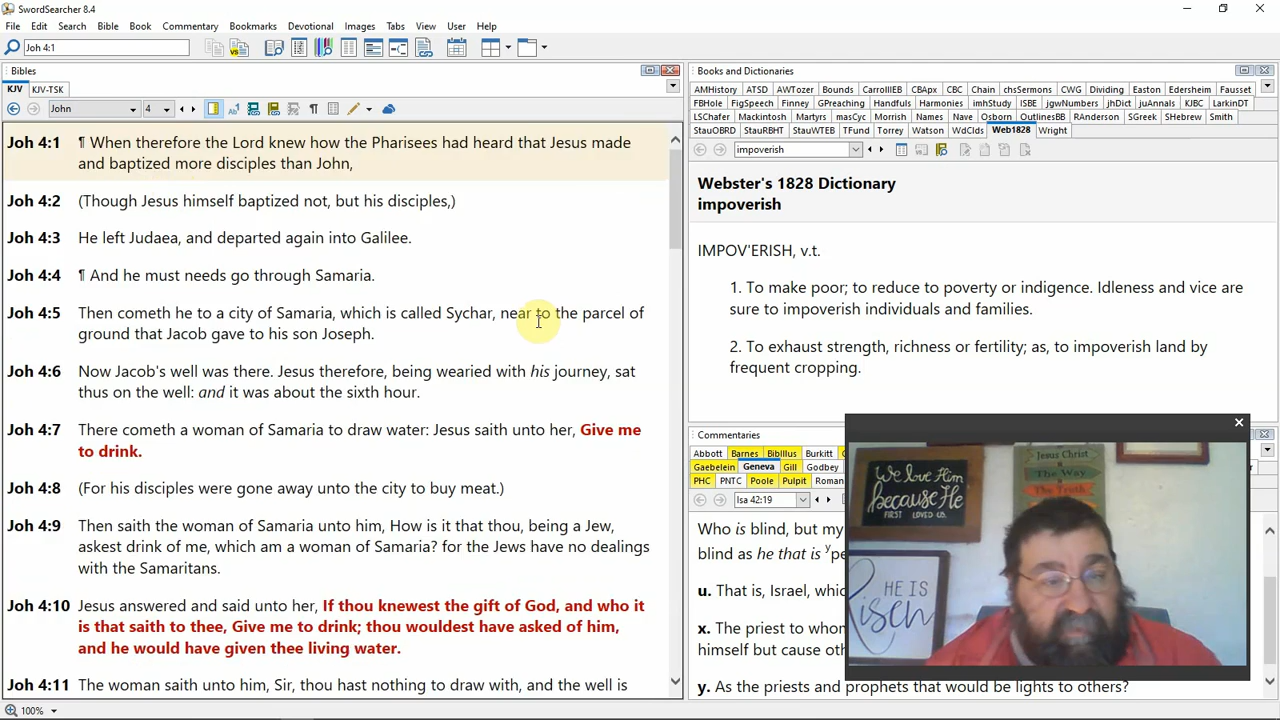 SwordSearcher 8.4
File Edit Search Bible Book Commentary Bookmarks Devotional Images Tabs View User Help
Joh 4:1
Bibles
KJV KJV-TSK
John 4
Joh 4:1 ¶ When therefore the Lord knew how the Pharisees had heard that Jesus made
and baptized more disciples than John,
Joh 4:2 (Though Jesus himself baptized not, but his disciples,)
Joh 4:3 He left Judaea, and departed again into Galilee.
Joh 4:4 ¶ And he must needs go through Samaria.
Joh 4:5 Then cometh he to a city of Samaria, which is called Sychar, near to the parcel of
ground that Jacob gave to his son Joseph.
Joh 4:6 Now Jacob's well was there. Jesus therefore, being wearied with his journey, sat
thus on the well: and it was about the sixth hour.
Joh 4:7 There cometh a woman of Samaria to draw water: Jesus saith unto her, Give me
to drink.
Joh 4:8 (For his disciples were gone away unto the city to buy meat.)
Joh 4:9 Then saith the woman of Samaria unto him, How is it that thou, being a Jew,
askest drink of me, which am a woman of Samaria? for the Jews have no dealings
with the Samaritans.
Joh 4:10 Jesus answered and said unto her, If thou knewest the gift of God, and who it
is that saith to thee, Give me to drink; thou wouldest have asked of him,
and he would have given thee living water.
Joh 4:11 The woman saith unto him, Sir, thou hast nothing to draw with, and the well is
100%
Books and Dictionaries
AMHistory ATSD AWTozer Bounds CarrollIEB CBApx CBC Chain chsSermons CWG Dividing Easton Edersheim Fausset
FBHole FigSpeech Finney GPreaching Handfuls Harmonies imhStudy ISBE jgwNumbers jhDict juAnnals KJBC LarkinDT
LSChafer Mackintosh Martyrs masCyc Morrish Names Nave Osborn OutlinesBB RAnderson SGreek SHebrew Smith
StauOBRD StauRBHT StauWTEB TFund Torrey Watson WdClds Web1828 Wright
impoverish
Webster's 1828 Dictionary
impoverish
IMPOV'ERISH, v.t.
1. To make poor; to reduce to poverty or indigence. Idleness and vice are
sure to impoverish individuals and families.
2. To exhaust strength, richness or fertility; as, to impoverish land by
frequent cropping.
Commentaries
Abbott Barnes BibIllus Burkitt
Gaebelein Geneva Gill Godbey
PHC PNTC Poole Pulpit Roman
Isa 42:19
Who is blind, but my
blind as he that is
u. That is, Israel,
x. The priest to whom
himself but cause
y. As the priests and prophets that would be lights to others?
We love Him
because He
FIRST LOVED US.
Jesus Christ
The Way
The Truth
HE IS
Risen